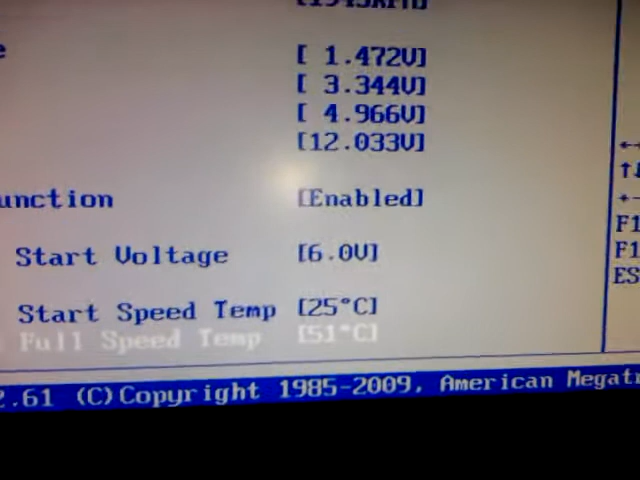 e
[ 1.472V]
[ 3.344V]
[ 4.966V]
[12.033V]
unction [Enabled]
Start Voltage [6.0V]
Start Speed Temp [25°C]
Full Speed Temp [51°C]
F1
F1
ES
2.61 (C)Copyright 1985-2009, American Megatr